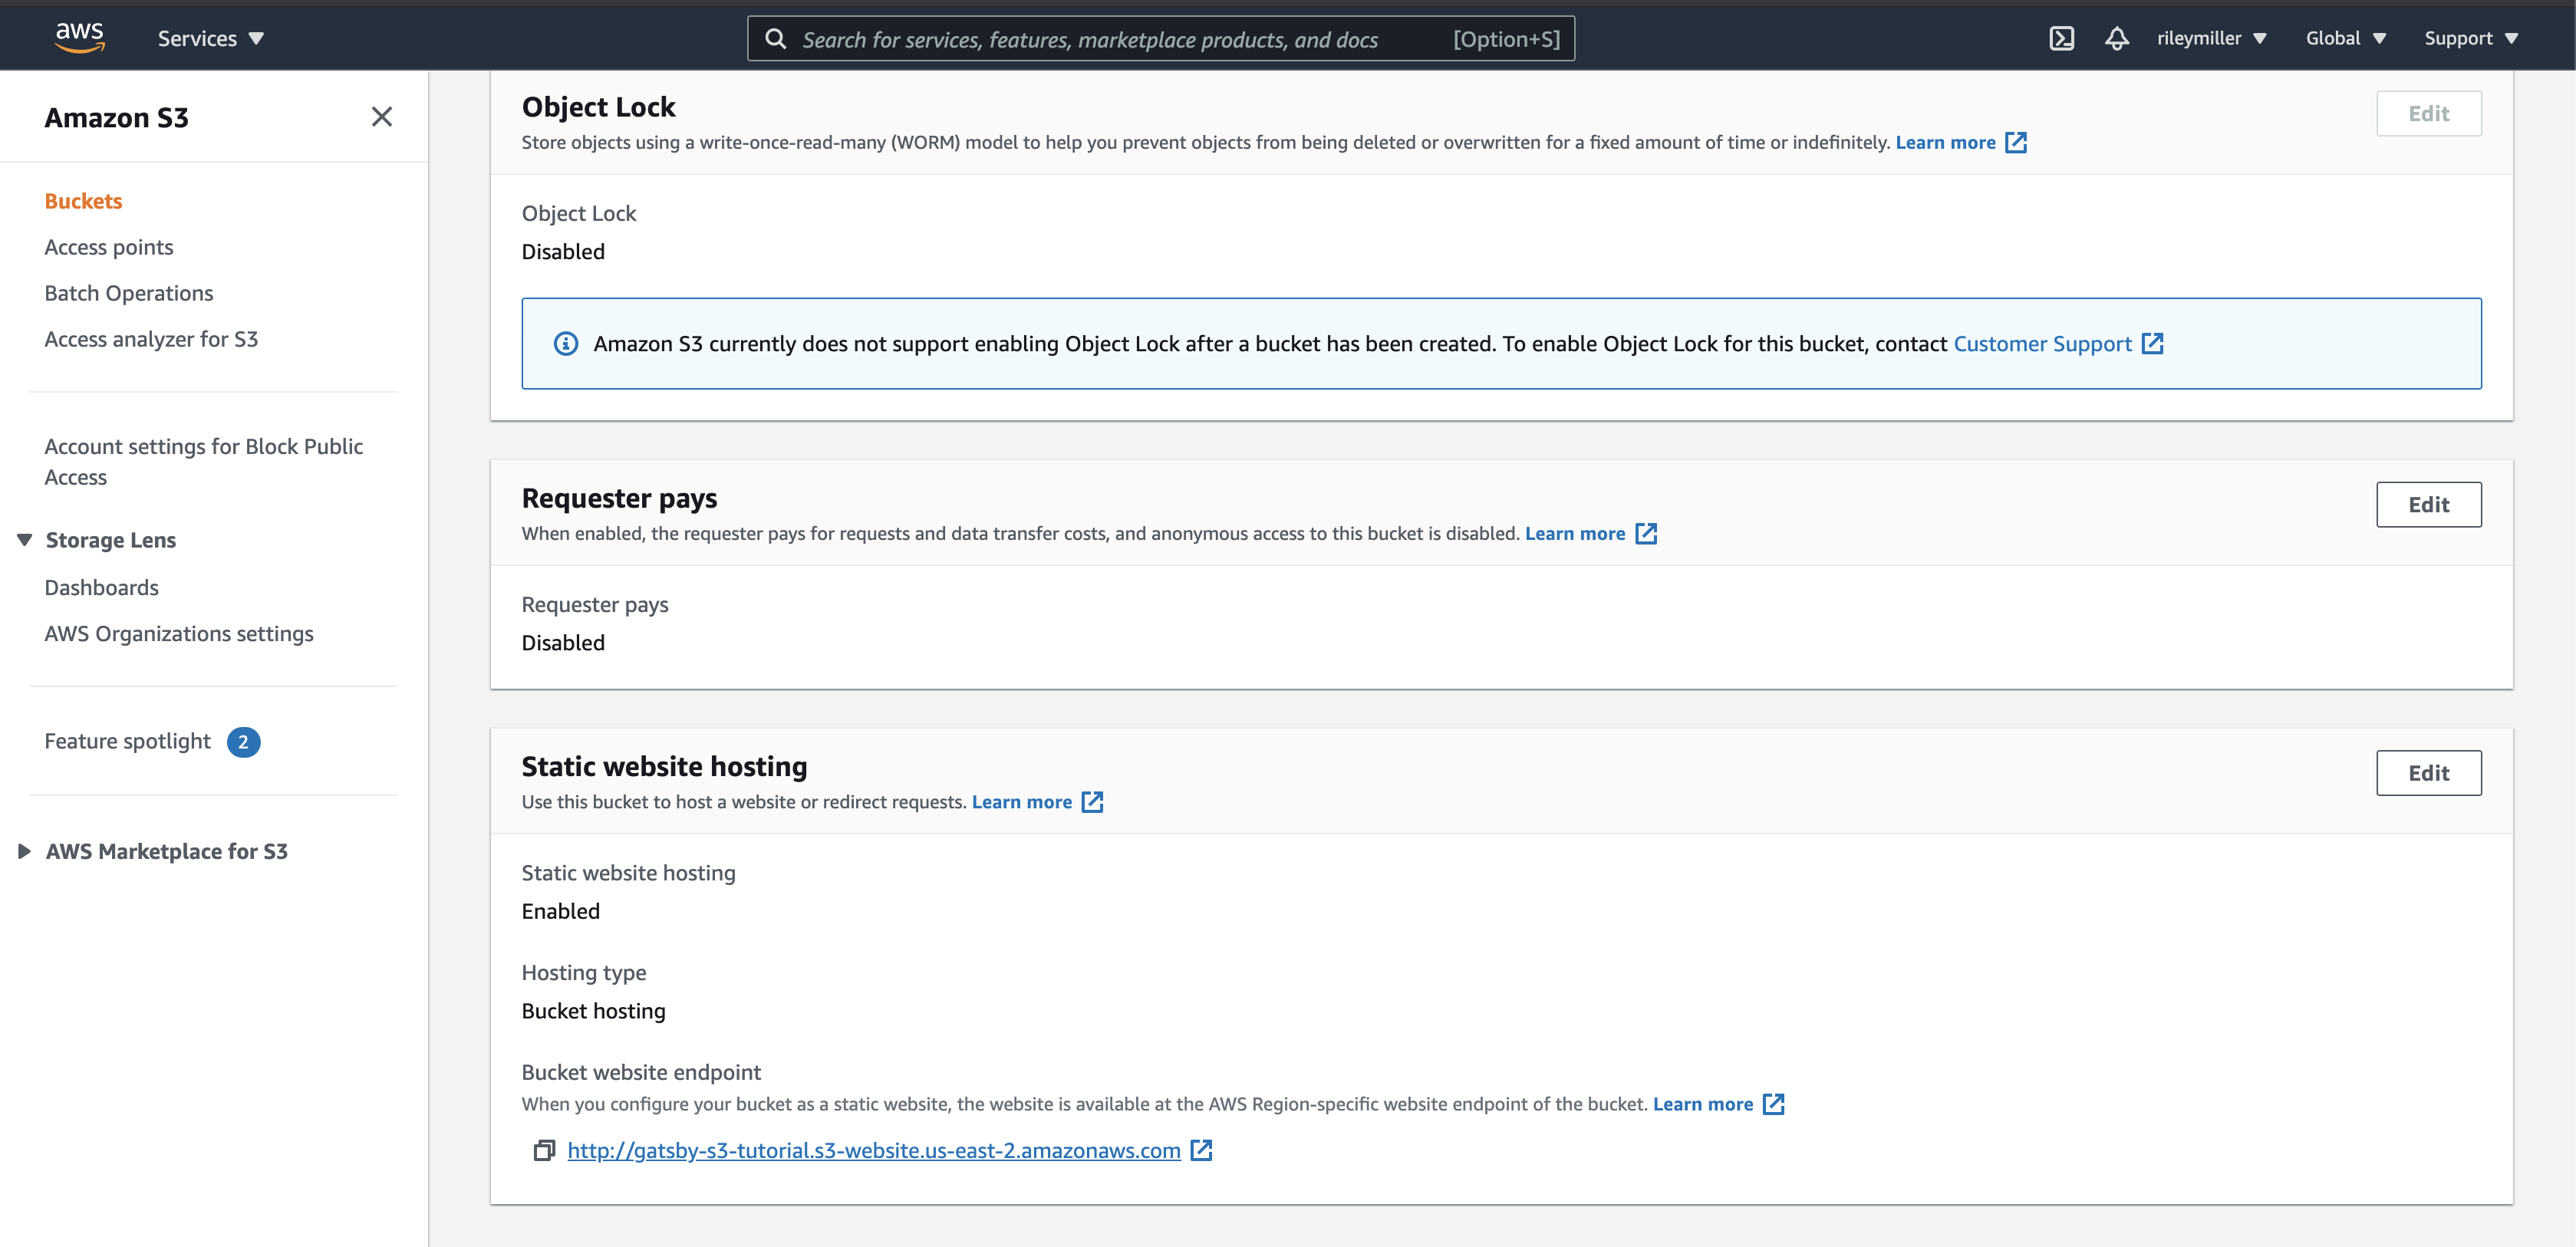 aws
Services
Search for services, features, marketplace products, and docs [Option+S]
rileymiller
Global
Support
Amazon S3
Buckets
Access points
Batch Operations
Access analyzer for S3
Account settings for Block Public
Access
Storage Lens
Dashboards
AWS Organizations settings
Feature spotlight 2
AWS Marketplace for S3
Object Lock
Edit
Store objects using a write-once-read-many (WORM) model to help you prevent objects from being deleted or overwritten for a fixed amount of time or indefinitely. Learn more
Object Lock
Disabled
Amazon S3 currently does not support enabling Object Lock after a bucket has been created. To enable Object Lock for this bucket, contact Customer Support
Requester pays
Edit
When enabled, the requester pays for requests and data transfer costs, and anonymous access to this bucket is disabled. Learn more
Requester pays
Disabled
Static website hosting
Edit
Use this bucket to host a website or redirect requests. Learn more
Static website hosting
Enabled
Hosting type
Bucket hosting
Bucket website endpoint
When you configure your bucket as a static website, the website is available at the AWS Region-specific website endpoint of the bucket. Learn more
http://gatsby-s3-tutorial.s3-website.us-east-2.amazonaws.com